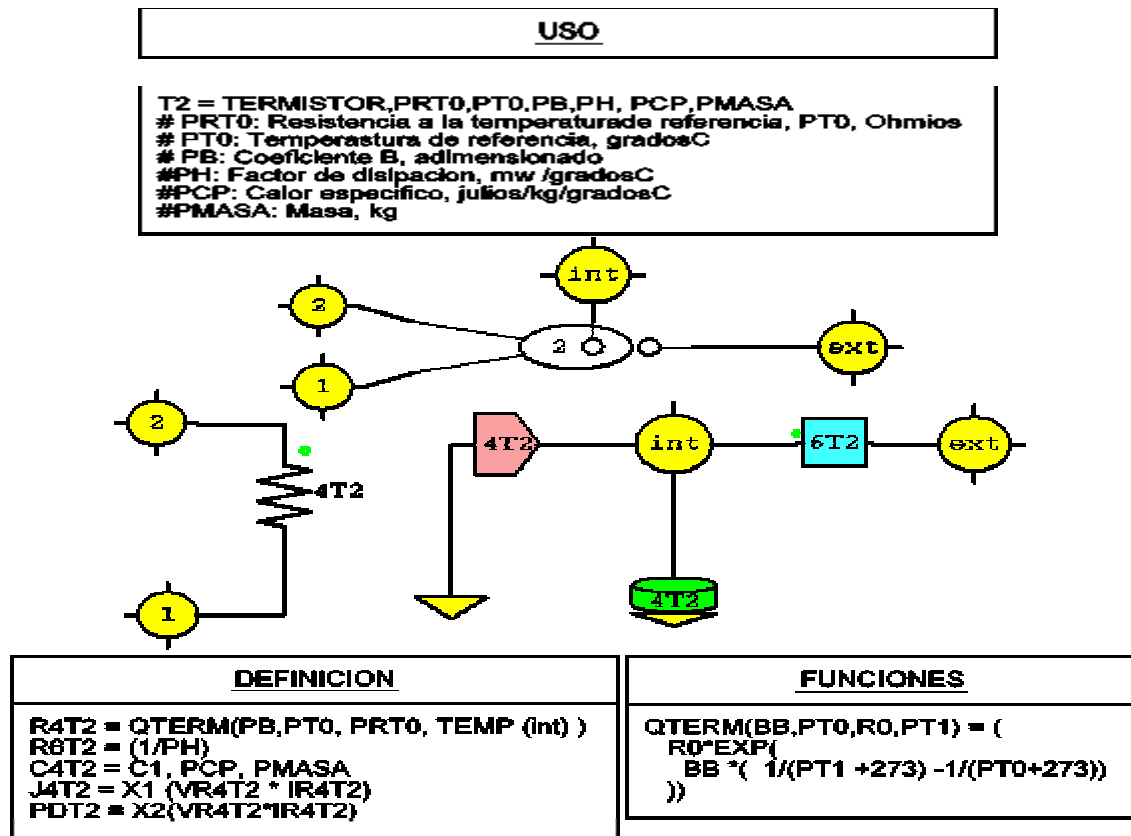 USO
T2 = TERMISTOR,PRT0,PT0.PB,PH, PCP,PMASA
# PRT0: Resistencia a la temperaturade referencia, PT0, Ohmios
# PT0: Temperastura de referencia, gradosC
# PB: Coeficiente B, adimensionado
#PH: Factor de disipacion, mw /gradosC
#PCP: Calor especifico, julios/kg/gradosC
#PMASA: Masa, kg
int
2
2
ext
1
2
4T2
int
6T2
ext
4T2
4T2
1
DEFINICION
R4T2 = QTERM(PB,PT0, PRT0, TEMP (int) )
R6T2 = (1/PH)
C4T2 = C1, PCP, PMASA
J4T2 = X1 (VR4T2 * IR4T2)
PDT2 = X2(VR4T2*IR4T2)
FUNCIONES
QTERM(BB,PT0,R0,PT1) = (
R0*EXP(
BB *( 1/(PT1 +273) -1/(PT0+273))
))